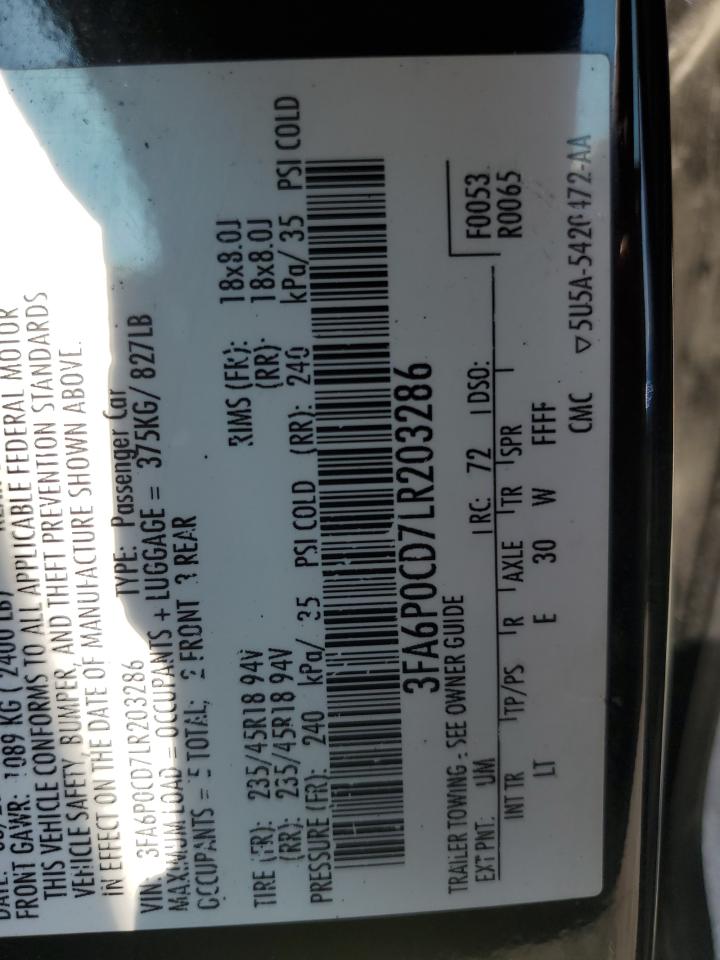 DATE:
FRONT GAWR: 1089 KG ( 2400 LB)
THIS VEHICLE CONFORMS TO ALL APPLICABLE FEDERAL MOTOR
VEHICLE SAFETY, BUMPER, AND THEFT PREVENTION STANDARDS
IN EFFECT ON THE DATE OF MANUFACTURE SHOWN ABOVE.
VIN: 3FA6P0CD7LR203286 TYPE: Passenger Car
MAXIMUM LOAD = OCCUPANTS + LUGGAGE = 375KG/ 827LB
OCCUPANTS = 5 TOTAL; 2 FRONT 3 REAR
TIRE (FR): 235/45R18 94V RIMS (FR): 18x8.0J
(RR): 235/45R18 94V (RR): 18x8.0J
PRESSURE (FR): 240 kPa/ 35 PSI COLD (RR): 240 kPa/ 35 PSI COLD
3FA6P0CD7LR203286
TRAILER TOWING - SEE OWNER GUIDE F0053
EXT PNT: UM RC: 72 DSO: R0065
INT TR TP/PS R AXLE TR SPR
LT E 30 W FFFF
CMC ▽5U5A-5420472-AA